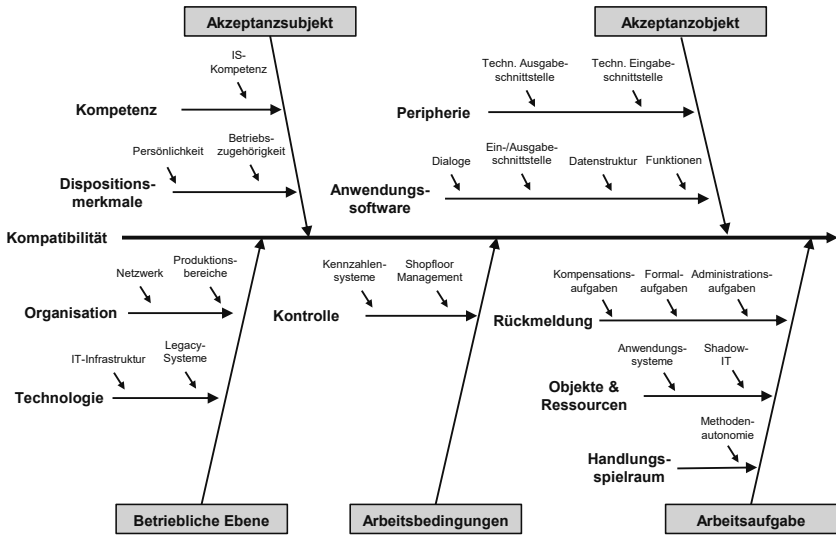 Akzeptanzsubjekt
Akzeptanzobjekt
IS-
Kompetenz
Kompetenz
Techn. Ausgabe-
schnittstelle
Techn. Eingabe-
schnittstelle
Peripherie
Persönlichkeit
Betriebs-
zugehörigkeit
Dispositions-
merkmale
Dialoge
Ein-/Ausgabe-
schnittstelle
Datenstruktur
Funktionen
Anwendungs-
software
Kompatibilität
Netzwerk
Produktions-
bereiche
Organisation
Kennzahlen-
systeme
Shopfloor
Management
Kontrolle
Kompensations-
aufgaben
Formal-
aufgaben
Administrations-
aufgaben
Rückmeldung
IT-Infrastruktur
Legacy-
Systeme
Technologie
Anwendungs-
systeme
Shadow-
IT
Objekte &
Ressourcen
Methoden-
autonomie
Handlungs-
spielraum
Betriebliche Ebene
Arbeitsbedingungen
Arbeitsaufgabe